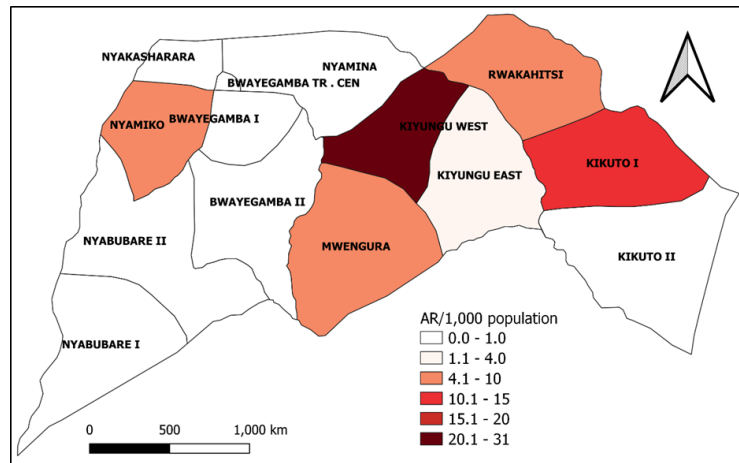 NYAKASHARARA
NYAMINA
BWAYEGAMBA TR . CEN
RWAKAHITSI
NYAMIKO
BWAYEGAMBA I
KIYUNGU WEST
KIKUTO I
KIYUNGU EAST
BWAYEGAMBA II
NYABUBARE II
MWENGURA
KIKUTO II
NYABUBARE I
AR/1,000 population
0.0 - 1.0
1.1 - 4.0
4.1 - 10
10.1 - 15
15.1 - 20
20.1 - 31
0 500 1,000 km